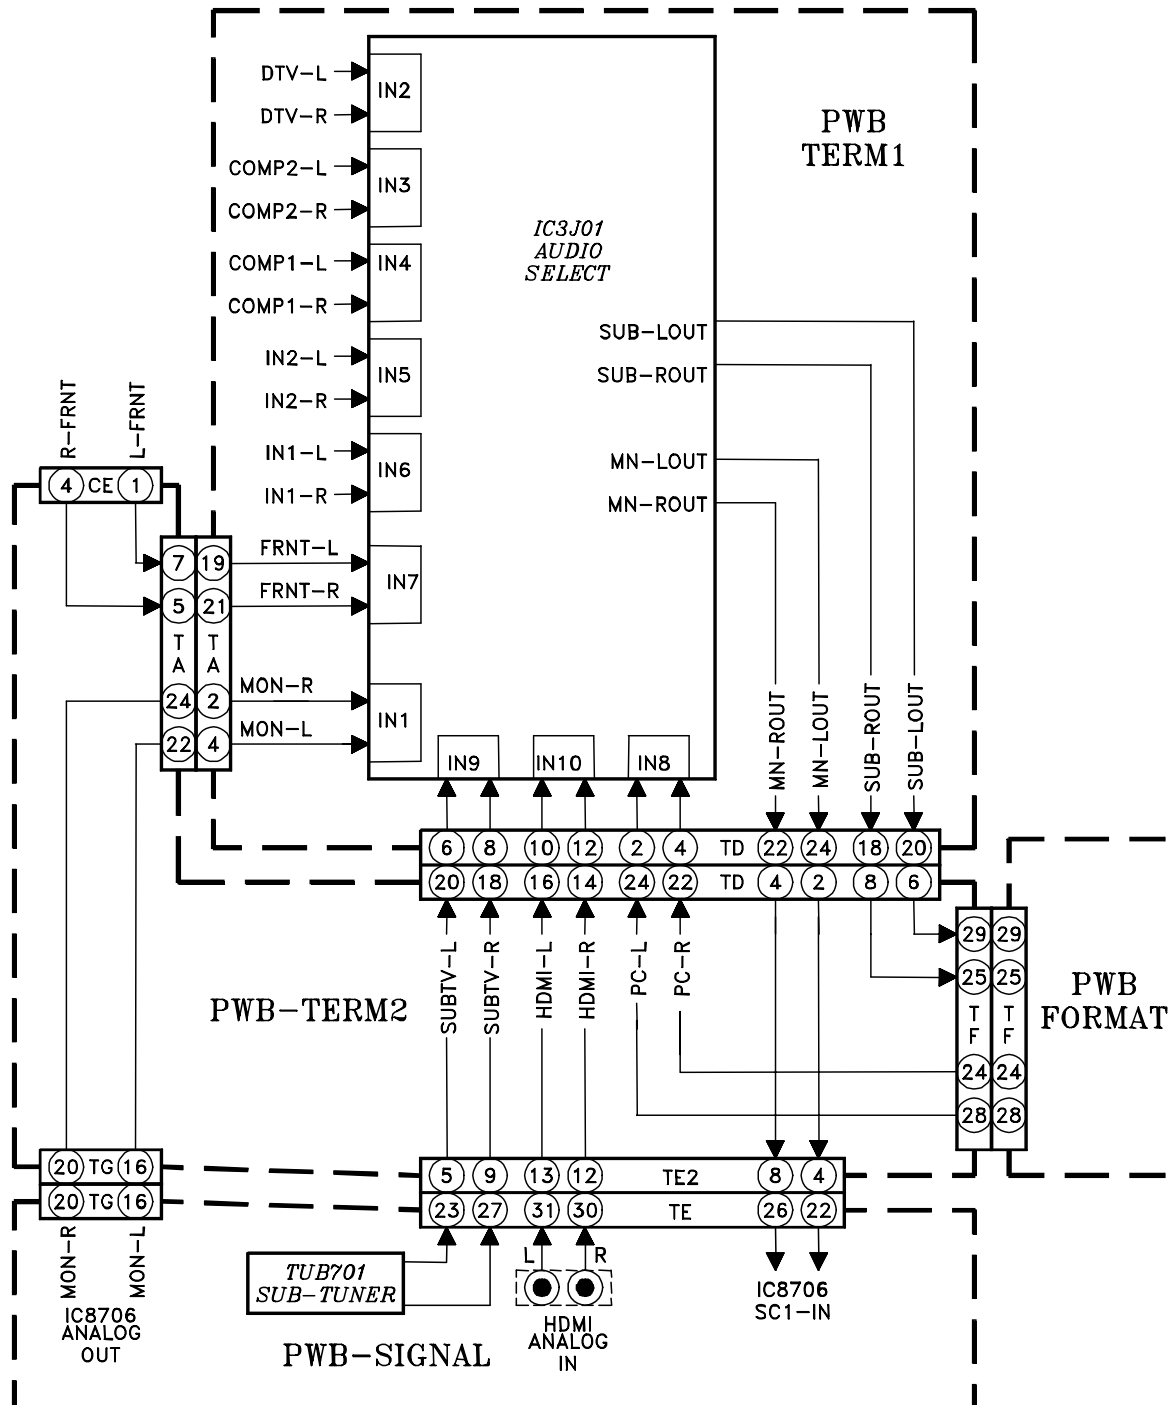 DTV-L
IN2
DTV-R
PWB
TERM1
COMP2-L
IN3
COMP2-R
IC3J01
AUDIO
SELECT
COMP1-L
IN4
COMP1-R
SUB-LOUT
IN2-L
IN5
SUB-ROUT
IN2-R
R-FRNT
L-FRNT
IN1-L
IN6
MN-LOUT
IN1-R
MN-ROUT
4 CE 1
7 19
FRNT-L
IN7
5 21
FRNT-R
T T
A A
24 2
MON-R
IN1
22 4
MON-L
MN-ROUT
MN-LOUT
SUB-ROUT
SUB-LOUT
IN9
IN10
IN8
6 8 10 12 2 4 TD 22 24 18 20
20 18 16 14 24 22 TD 4 2 8 6
SUBTV-L
SUBTV-R
HDMI-L
HDMI-R
PC-L
PC-R
29 29
25 25
T T
F F
24 24
28 28
PWB
FORMAT
PWB-TERM2
20 TG 16
20 TG 16
5 9 13 12 TE2 8 4
23 27 31 30 TE 26 22
MON-R
MON-L
IC8706
ANALOG
OUT
TUB701
SUB-TUNER
L R
HDMI
ANALOG
IN
IC8706
SC1-IN
PWB-SIGNAL